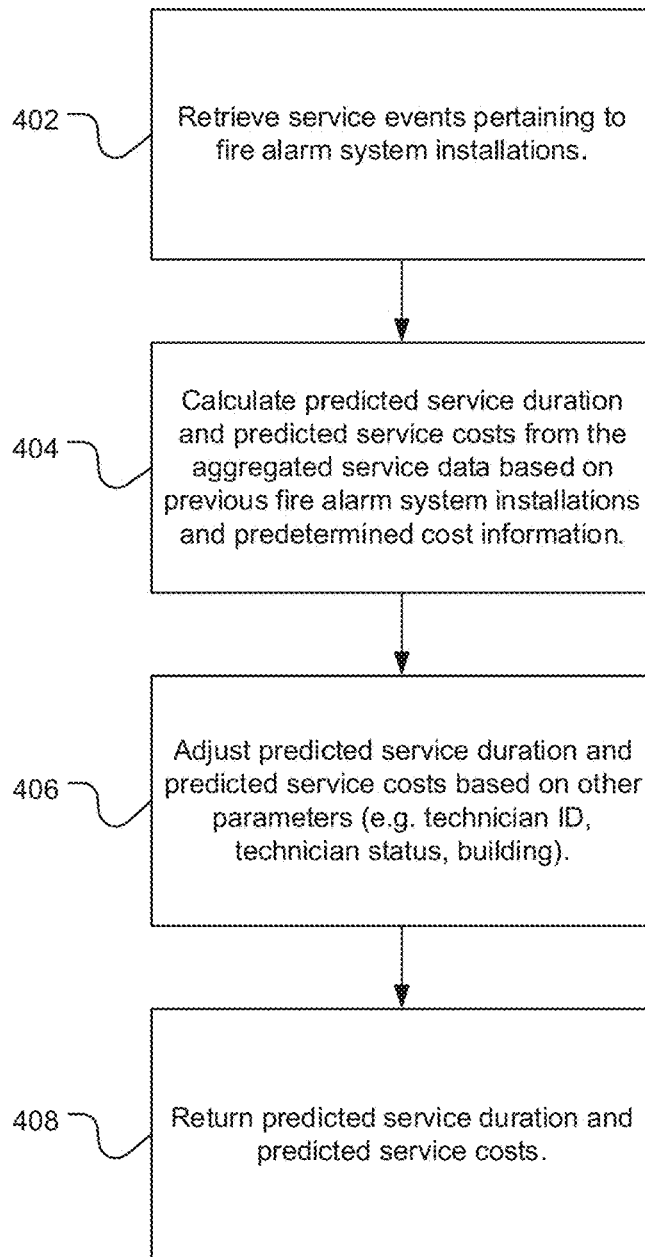 402
Retrieve service events pertaining to
fire alarm system installations.
404
Calculate predicted service duration
and predicted service costs from the
aggregated service data based on
previous fire alarm system installations
and predetermined cost information.
406
Adjust predicted service duration and
predicted service costs based on other
parameters (e.g. technician ID,
technician status, building).
408
Return predicted service duration and
predicted service costs.